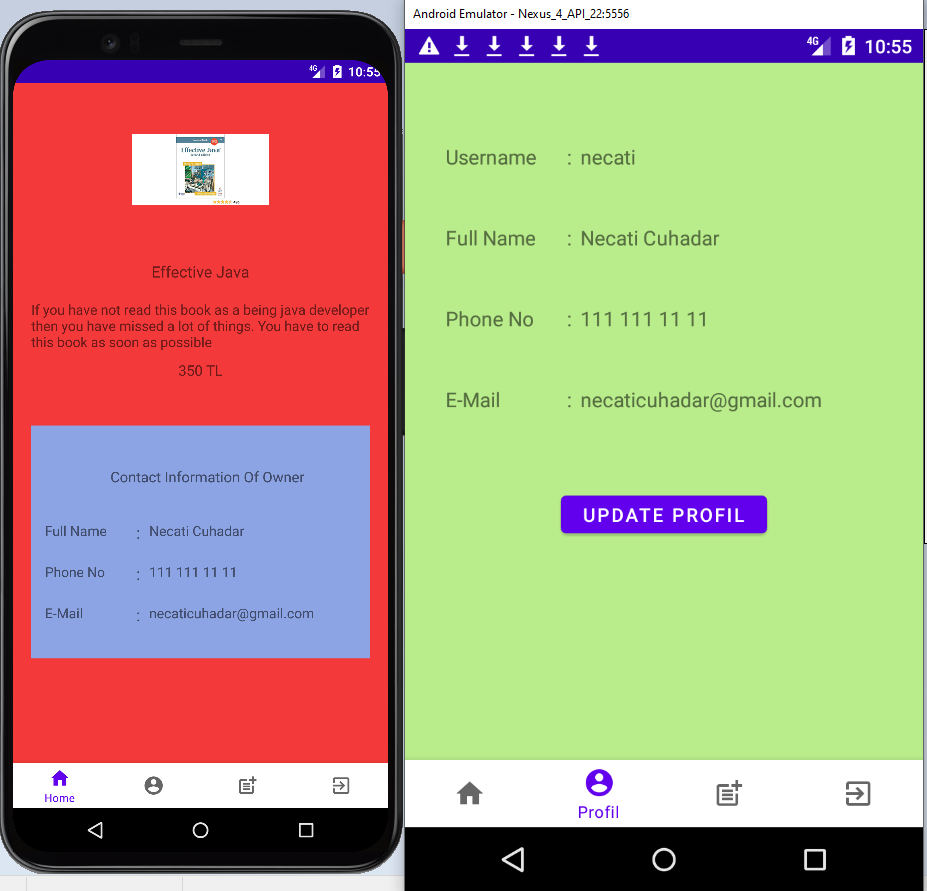 4G 10:55
Effective Java
Effective Java
If you have not read this book as a being java developer
then you have missed a lot of things. You have to read
this book as soon as possible
350 TL
Contact Information Of Owner
Full Name : Necati Cuhadar
Phone No : 111 111 11 11
E-Mail : necaticuhadar@gmail.com
Home
Android Emulator - Nexus_4_API_22:5556
4G 10:55
Username : necati
Full Name : Necati Cuhadar
Phone No : 111 111 11 11
E-Mail : necaticuhadar@gmail.com
UPDATE PROFIL
Profil